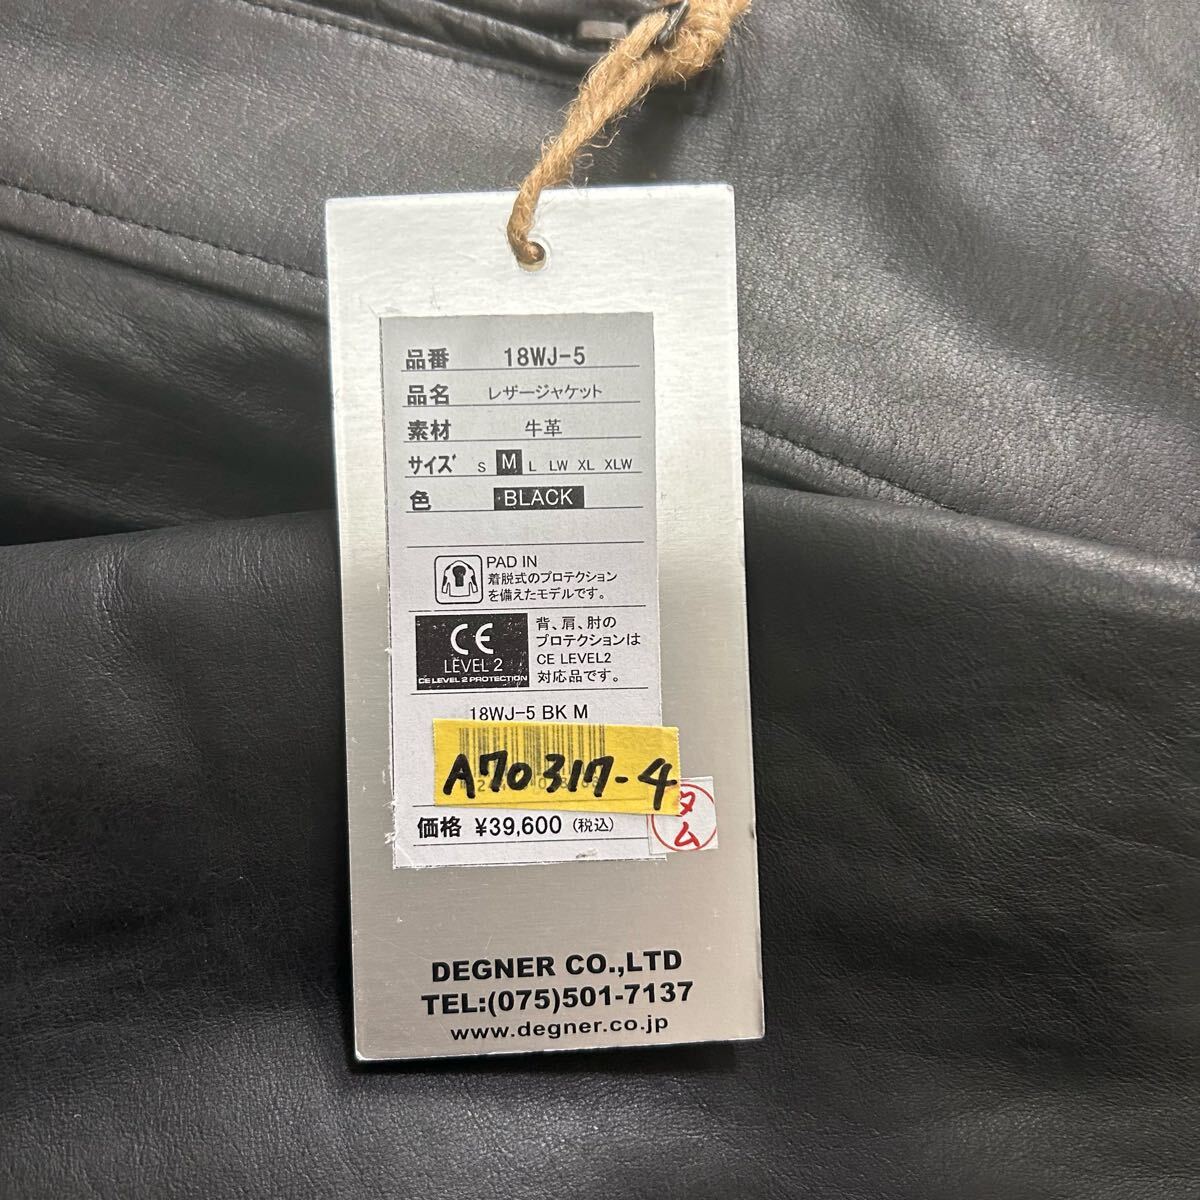 品番 18WJ-5
品名 レザージャケット
素材 牛革
サイズ S M L LW XL XLW
色 BLACK
PAD IN
着脱式のプロテクション
を備えたモデルです。
CE
LEVEL 2
CE LEVEL 2 PROTECTION
背、肩、肘の
プロテクションは
CE LEVEL2
対応品です。
18WJ-5 BK M
A70317-4
タム
価格 ¥39,600 (税込)
DEGNER CO.,LTD
TEL:(075)501-7137
www.degner.co.jp